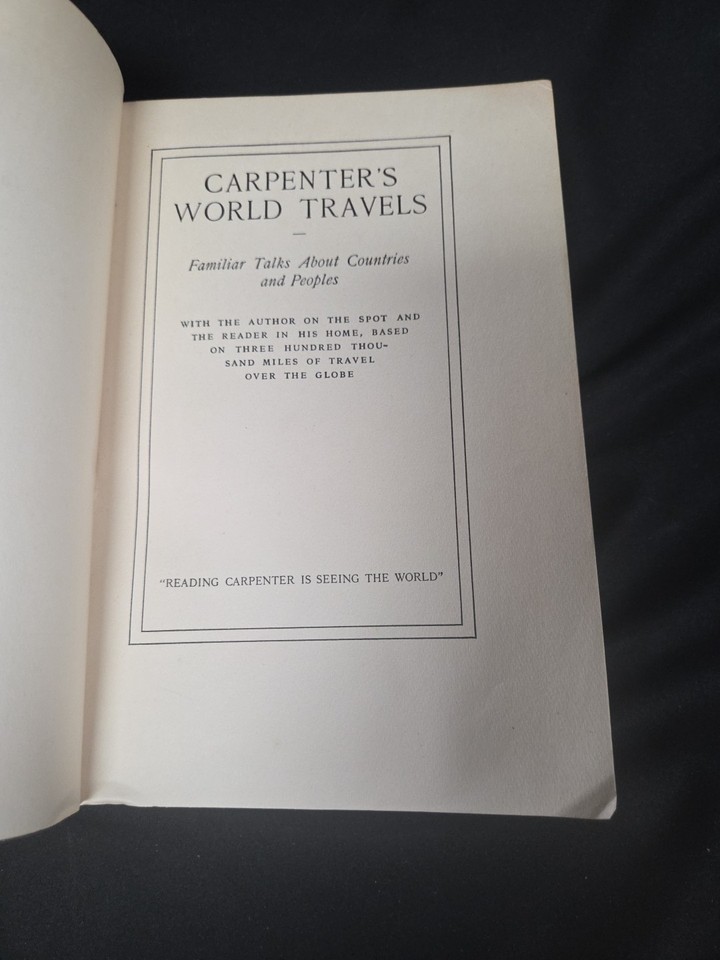 CARPENTER'S
WORLD TRAVELS
—
Familiar Talks About Countries
and Peoples
WITH THE AUTHOR ON THE SPOT AND
THE READER IN HIS HOME, BASED
ON THREE HUNDRED THOU-
SAND MILES OF TRAVEL
OVER THE GLOBE
"READING CARPENTER IS SEEING THE WORLD"